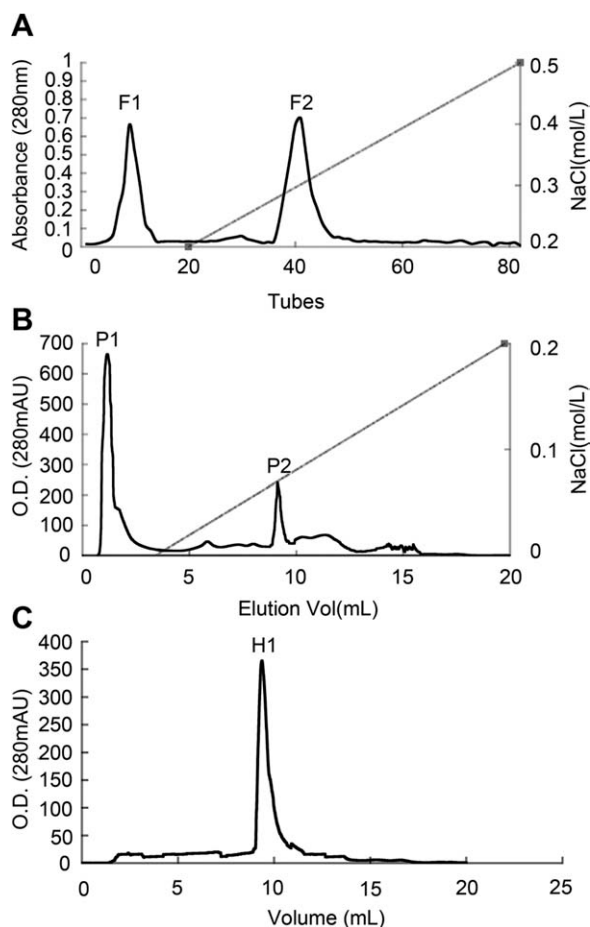 A
Absorbance (280nm)
1
0.9
0.8
0.7
0.6
0.5
0.4
0.3
0.2
0.1
0
F1
F2
0.5
0.4
0.3
0.2
NaCl(mol/L)
0 20 40 60 80
Tubes
B
O.D. (280mAU)
700
600
500
400
300
200
100
0
P1
P2
0.2
0.1
0
NaCl(mol/L)
0 5 10 15 20
Elution Vol(mL)
C
O.D. (280mAU)
400
350
300
250
200
150
100
50
0
H1
0 5 10 15 20 25
Volume (mL)